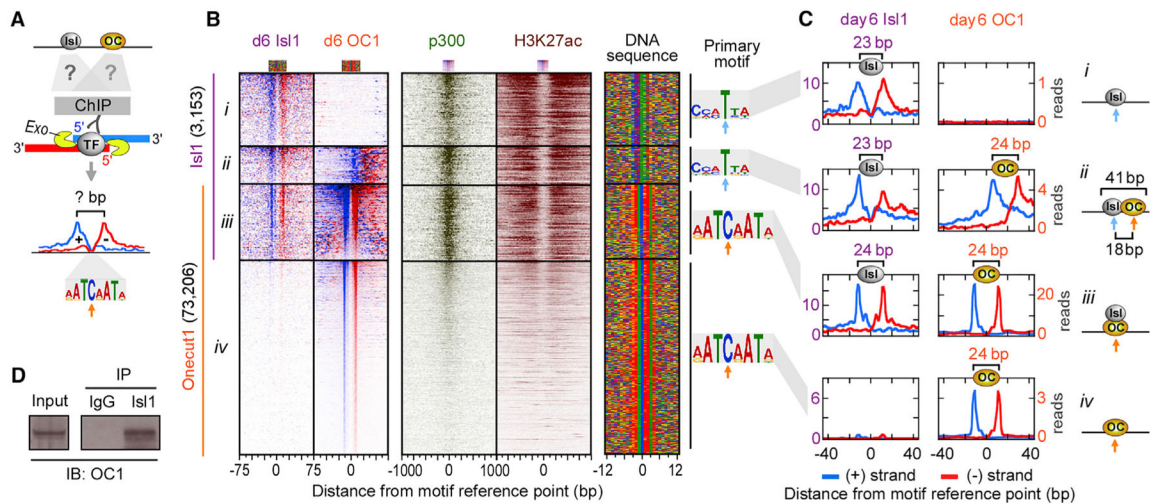 A
Isl
OC
?
?
ChIP
Exo
5'
3'
3'
TF
5'
? bp
+
-
AATCAATA
D
IP
Input
IgG
Isl1
IB: OC1
B
d6 Isl1
d6 OC1
p300
H3K27ac
DNA
sequence
Primary
motif
Isl1 (3,153)
Onecut1 (73,206)
i
ii
iii
iv
CCATTA
CCATTA
AATCAATA
AATCAATA
-75
0
75
0
-1000
0
1000
0
-12
0
12
Distance from motif reference point (bp)
C
day6 Isl1
day6 OC1
23 bp
Isl
10
5
0
1
0
reads
i
Isl
23 bp
Isl
24 bp
OC
10
5
0
4
0
reads
ii
41 bp
Isl
OC
18bp
24 bp
Isl
24 bp
OC
10
0
20
0
reads
iii
Isl
OC
24 bp
OC
6
3
0
3
0
reads
iv
OC
-40
0
40
-40
0
40
(+) strand
(-) strand
Distance from motif reference point (bp)